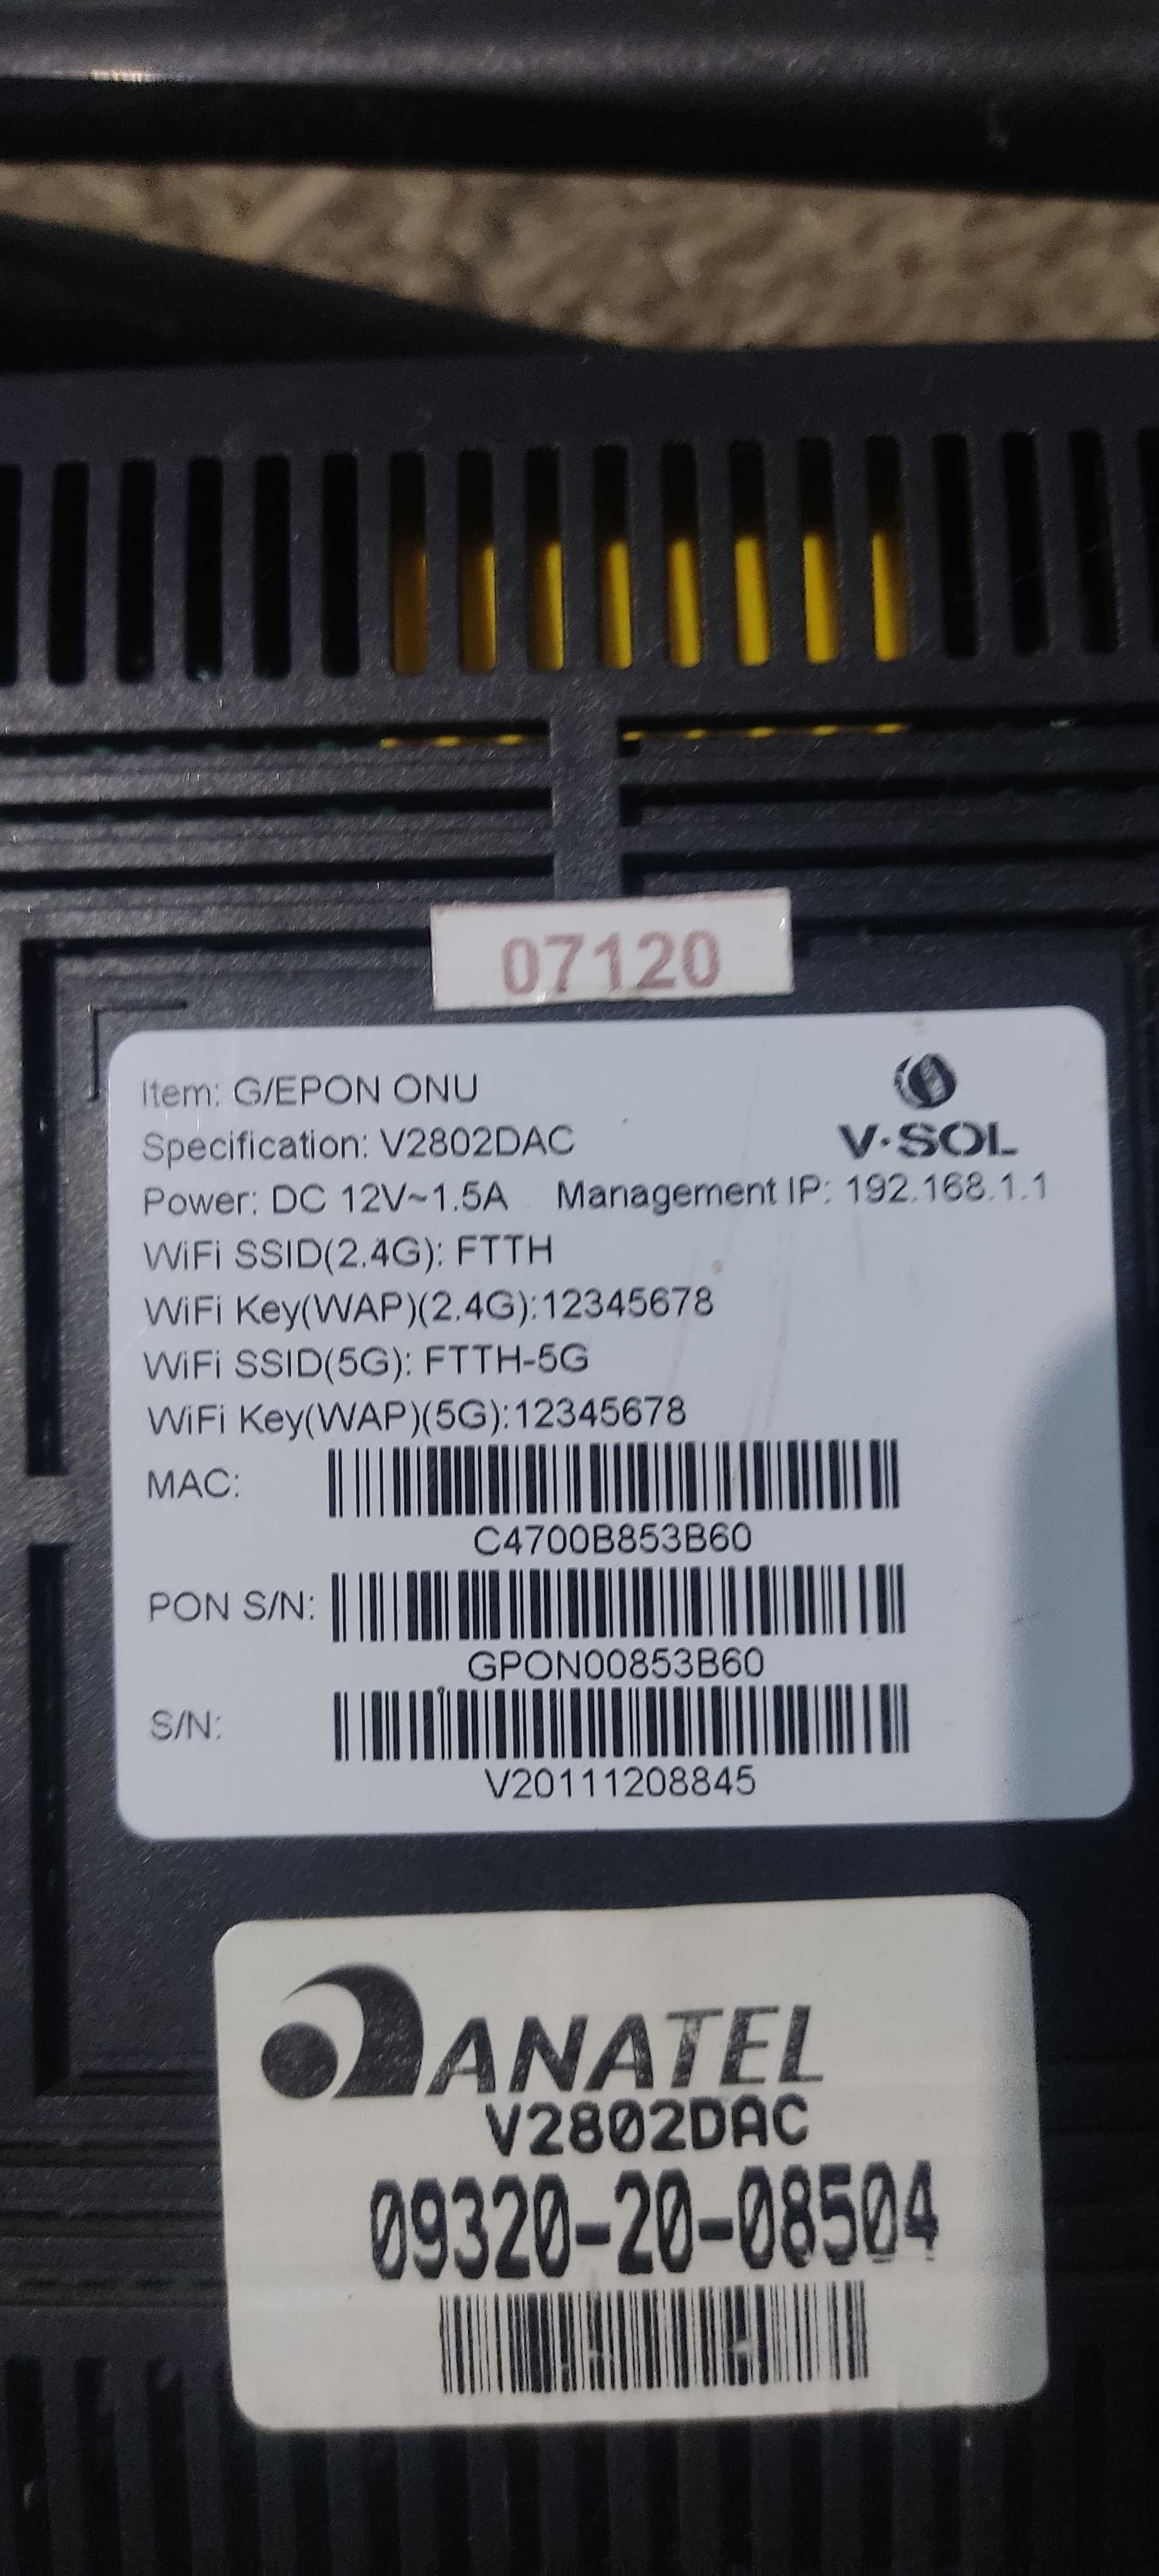 07120
Item: G/EPON ONU
V·SOL
Specification: V2802DAC
Power: DC 12V~1.5A Management IP: 192.168.1.1
WiFi SSID(2.4G): FTTH
WiFi Key(WAP)(2.4G):12345678
WiFi SSID(5G): FTTH-5G
WiFi Key(WAP)(5G):12345678
MAC:
C4700B853B60
PON S/N:
GPON00853B60
S/N:
V20111208845
ANATEL
V2802DAC
09320-20-08504